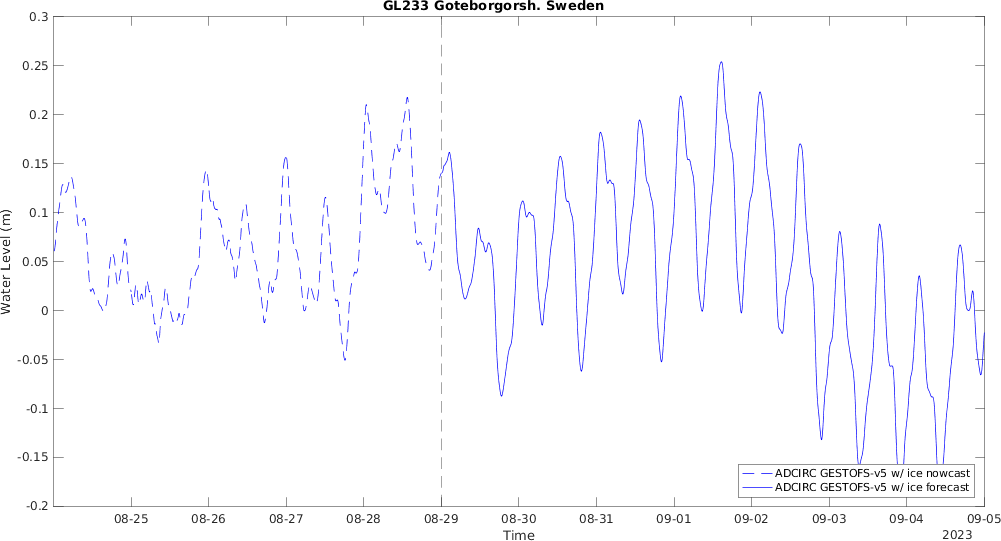 GL233 Goteborgorsh. Sweden
0.3
0.25
0.2
0.15
0.1
0.05
0
-0.05
-0.1
-0.15
-0.2
Water Level (m)
ADCIRC GESTOFS-v5 w/ ice nowcast
ADCIRC GESTOFS-v5 w/ ice forecast
08-25 08-26 08-27 08-28 08-29 08-30 08-31 09-01 09-02 09-03 09-04 09-05
Time
2023